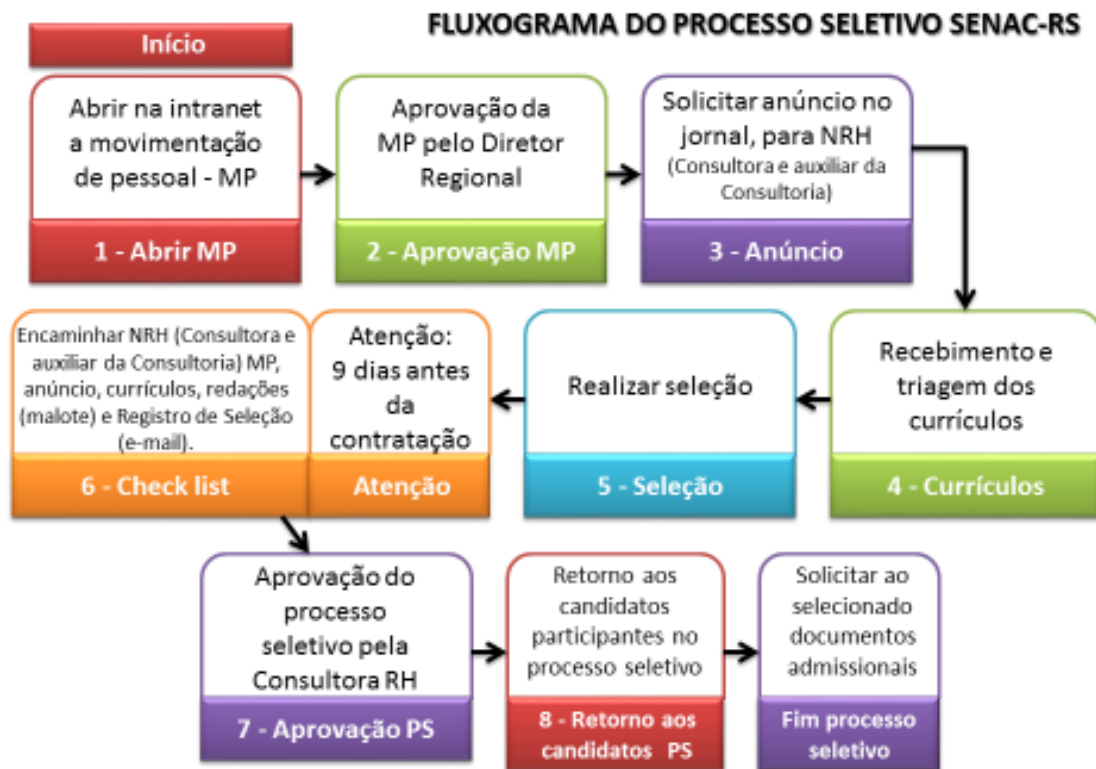 FLUXOGRAMA DO PROCESSO SELETIVO SENAC-RS
Início
Abrir na intranet
a movimentação
de pessoal - MP
1 - Abrir MP
Aprovação da
MP pelo Diretor
Regional
2 - Aprovação MP
Solicitar anúncio no
jornal, para NRH
(Consultora e auxiliar da
Consultoria)
3 - Anúncio
Recebimento e
triagem dos
currículos
4 - Currículos
Realizar seleção
5 - Seleção
Atenção:
9 dias antes
da
contratação
Atenção
Encaminhar NRH (Consultora e
auxiliar da Consultoria) MP,
anúncio, currículos, redações
(malote) e Registro de Seleção
(e-mail).
6 - Check list
Aprovação do
processo
seletivo pela
Consultora RH
7 - Aprovação PS
Retorno aos
candidatos
participantes no
processo seletivo
8 - Retorno aos
candidatos PS
Solicitar ao
selecionado
documentos
admissionais
Fim processo
seletivo